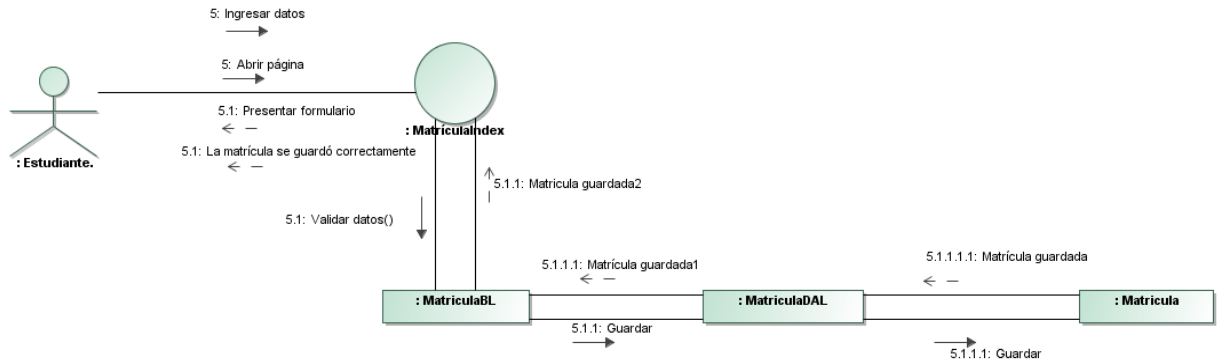 5: Ingresar datos
5: Abrir página
5.1: Presentar formulario
: MatrículaIndex
5.1: La matrícula se guardó correctamente
: Estudiante.
5.1.1: Matricula guardada2
5.1: Validar datos()
5.1.1.1: Matrícula guardada1
5.1.1.1.1: Matrícula guardada
: MatriculaBL
: MatriculaDAL
: Matricula
5.1.1: Guardar
5.1.1.1: Guardar